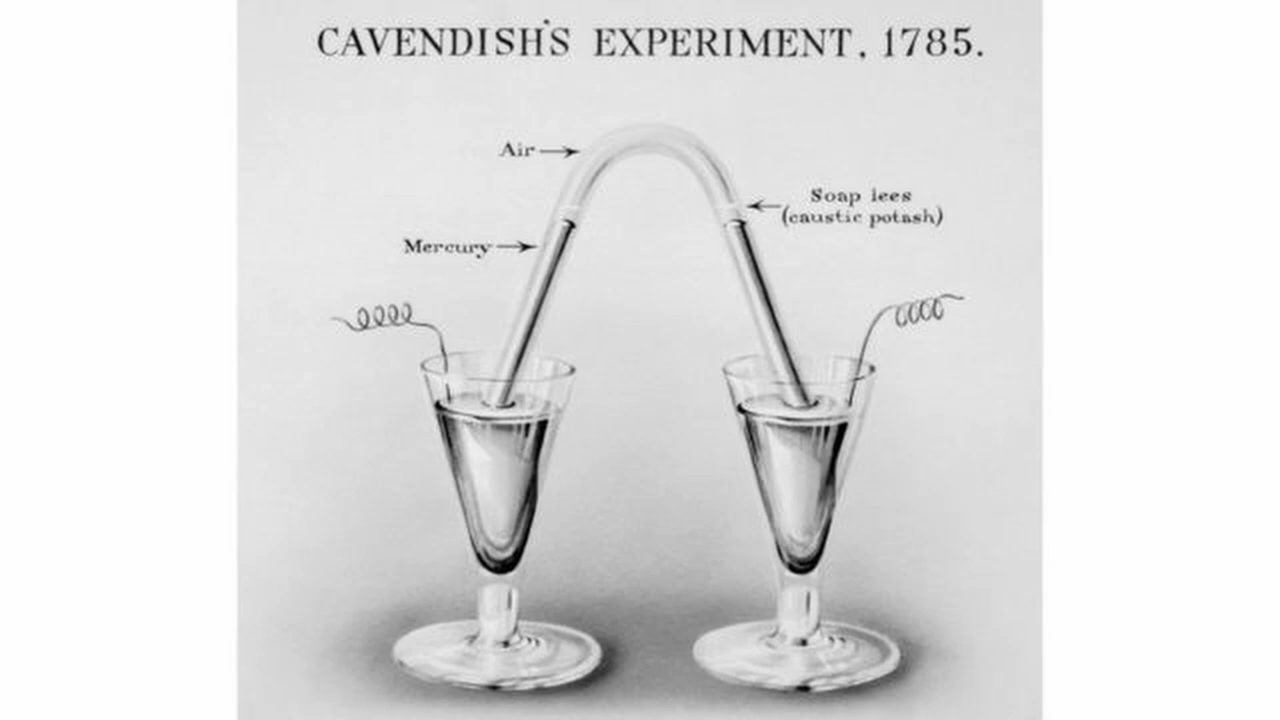 CAVENDISH'S EXPERIMENT, 1785.
Air
Soap lees
(caustic potash)
Mercury